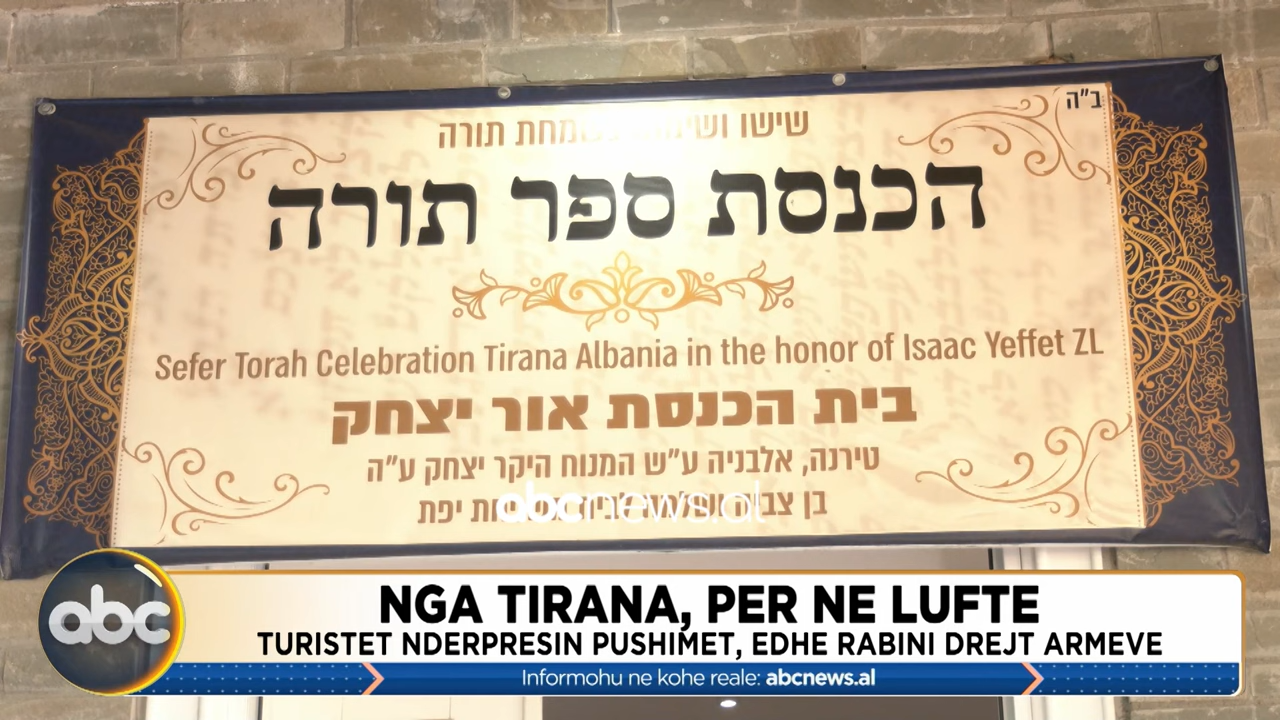 ב"ה
שישו ושמחו בשמחת תורה
הכנסת ספר תורה
Sefer Torah Celebration Tirana Albania in the honor of Isaac Yeffet ZL
בית הכנסת אור יצחק
טירנה, אלבניה ע"ש המנוח היקר יצחק ע"ה
בן צביה יפת
abcnews.al
abc
NGA TIRANA, PER NE LUFTE
TURISTET NDERPRESIN PUSHIMET, EDHE RABINI DREJT ARMEVE
Informohu ne kohe reale: abcnews.al